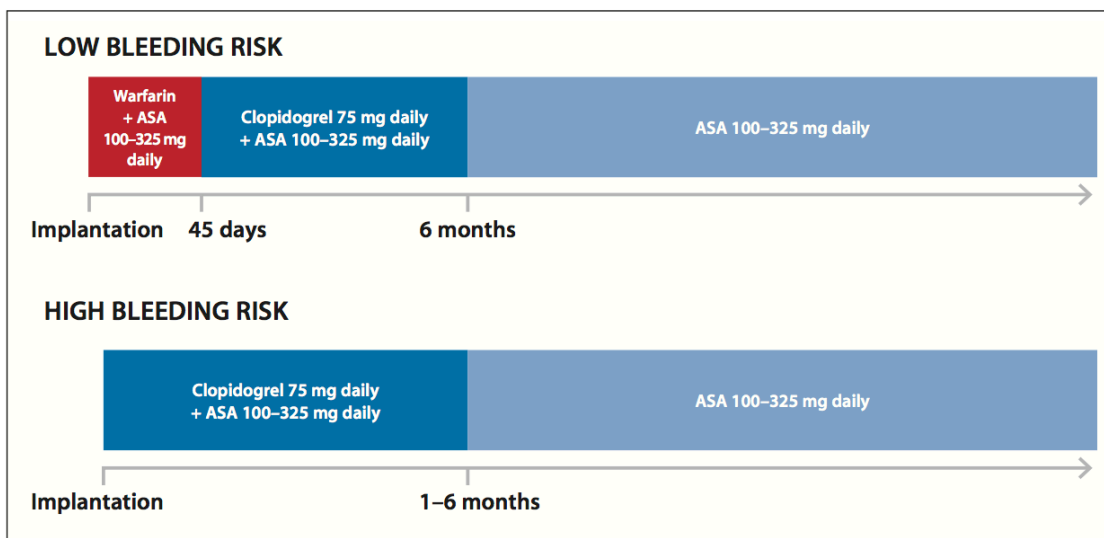 LOW BLEEDING RISK
Warfarin
+ ASA
100–325 mg
daily
Clopidogrel 75 mg daily
+ ASA 100–325 mg daily
ASA 100–325 mg daily
Implantation 45 days 6 months
HIGH BLEEDING RISK
Clopidogrel 75 mg daily
+ ASA 100–325 mg daily
ASA 100–325 mg daily
Implantation 1–6 months